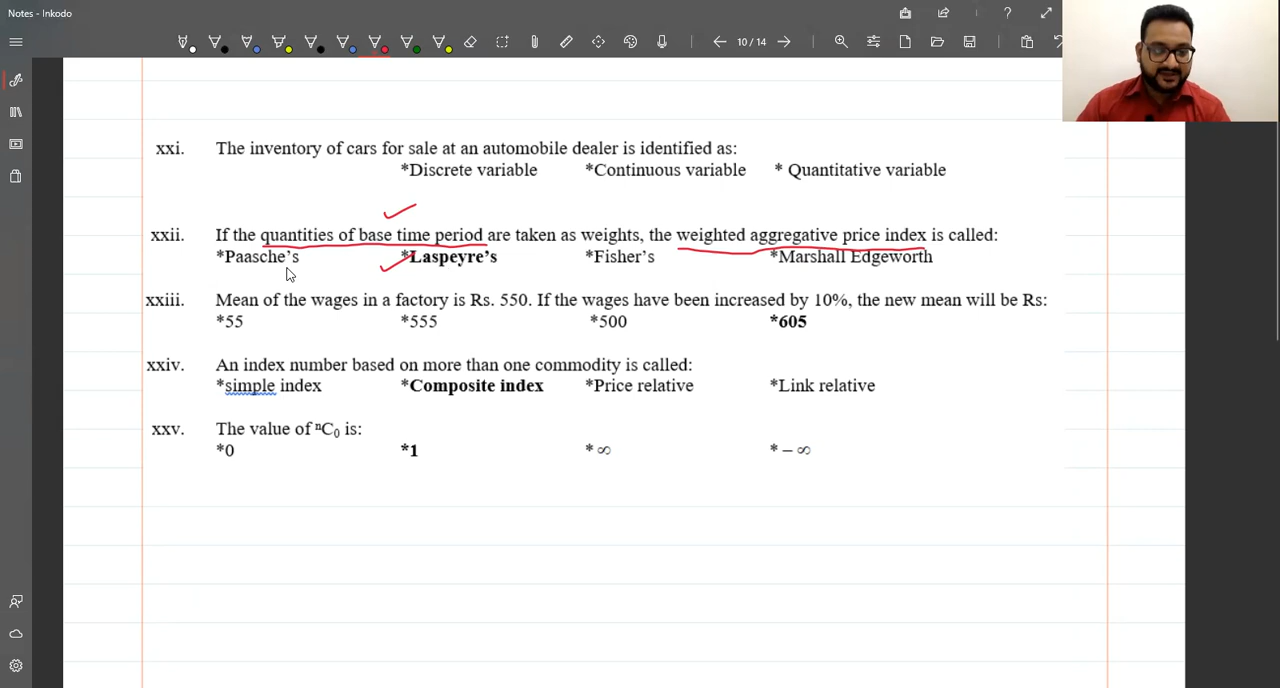 Notes - Inkodo
10 / 14
xxi. The inventory of cars for sale at an automobile dealer is identified as:
*Discrete variable *Continuous variable * Quantitative variable
xxii. If the quantities of base time period are taken as weights, the weighted aggregative price index is called:
*Paasche's *Laspeyre's *Fisher's *Marshall Edgeworth
xxiii. Mean of the wages in a factory is Rs. 550. If the wages have been increased by 10%, the new mean will be Rs:
*55 *555 *500 *605
xxiv. An index number based on more than one commodity is called:
*simple index *Composite index *Price relative *Link relative
xxv. The value of ⁿC₀ is:
*0 *1 * ∞ * – ∞